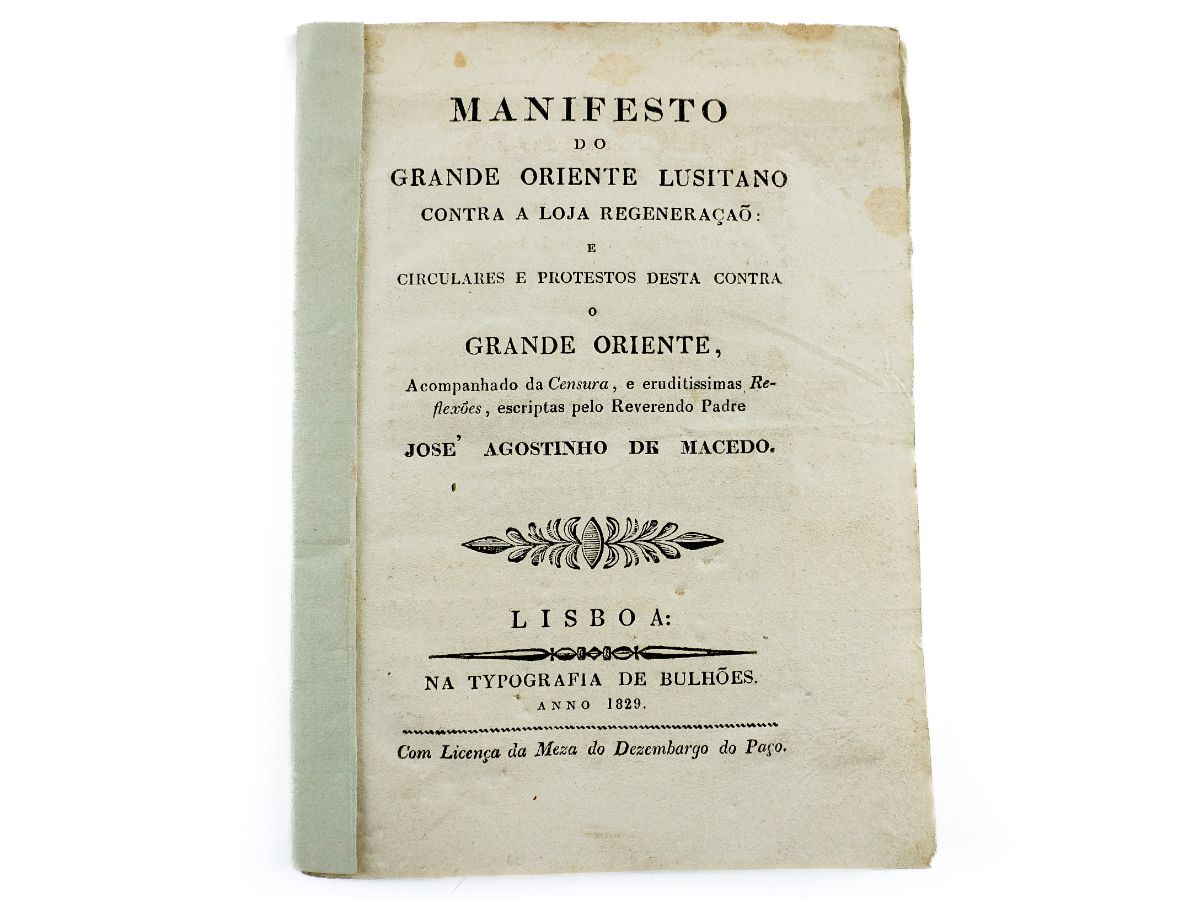 MANIFESTO
DO
GRANDE ORIENTE LUSITANO
CONTRA A LOJA REGENERAÇAÕ:
E
CIRCULARES E PROTESTOS DESTA CONTRA
O
GRANDE ORIENTE,
Acompanhado da Censura, e eruditissimas Re-
flexões, escriptas pelo Reverendo Padre
JOSE' AGOSTINHO DE MACEDO.
LISBOA:
NA TYPOGRAFIA DE BULHÕES.
ANNO 1829.
Com Licença da Meza do Dezembargo do Paço.